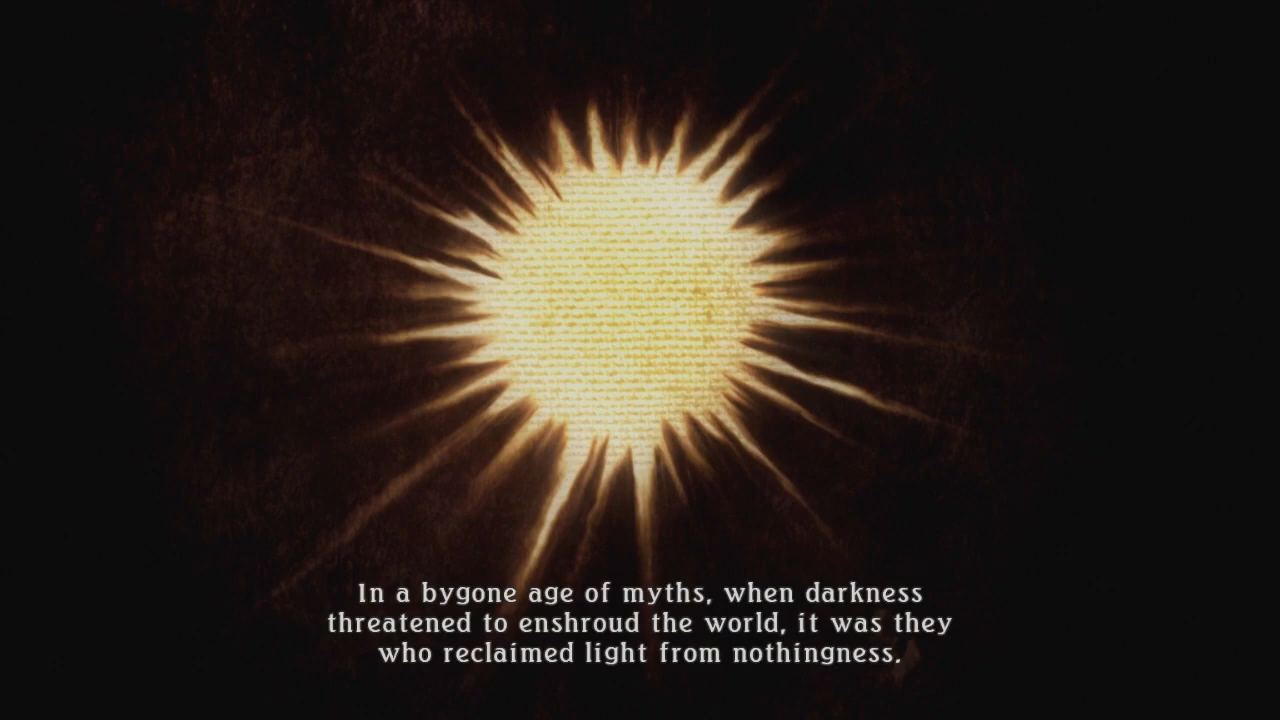 In a bygone age of myths, when darkness
threatened to enshroud the world, it was they
who reclaimed light from nothingness.